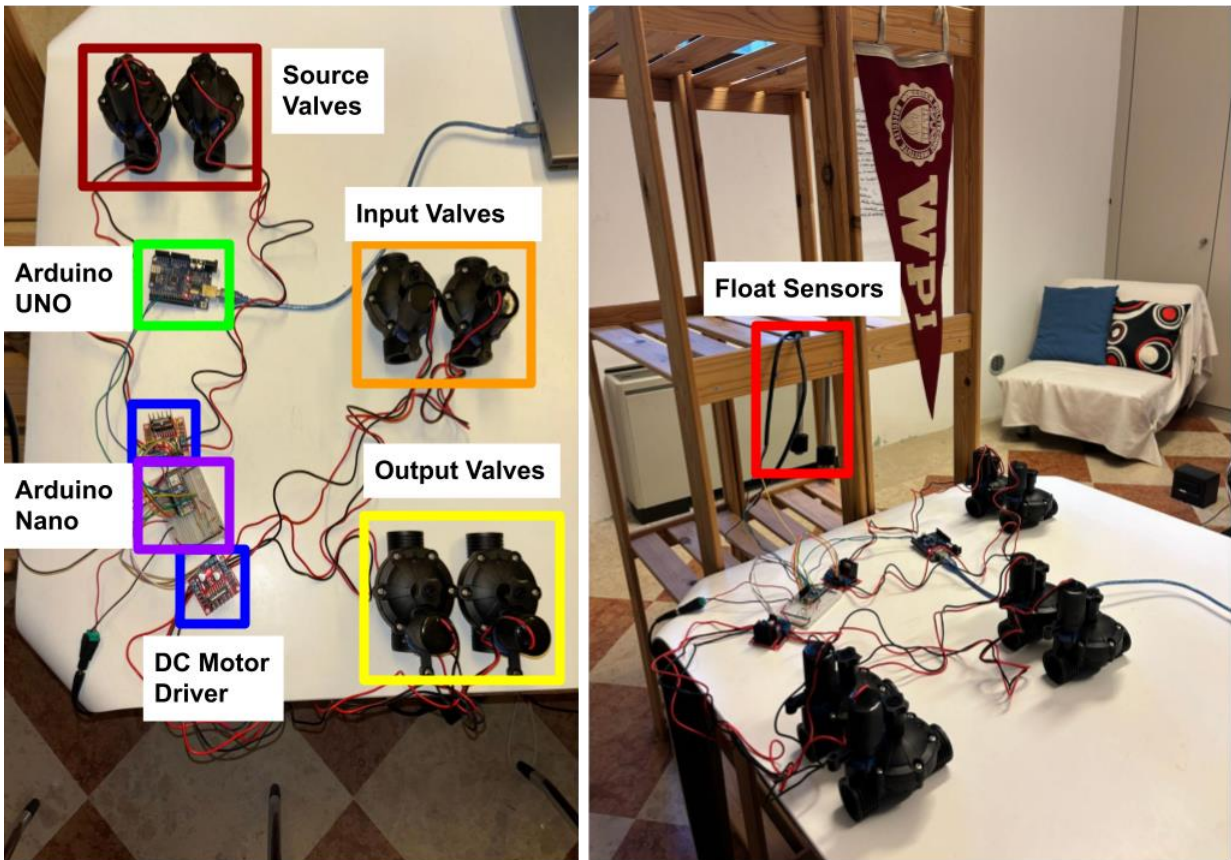 Source
Valves
Input Valves
Arduino
UNO
Output Valves
Arduino
Nano
DC Motor
Driver
Float Sensors
WPI